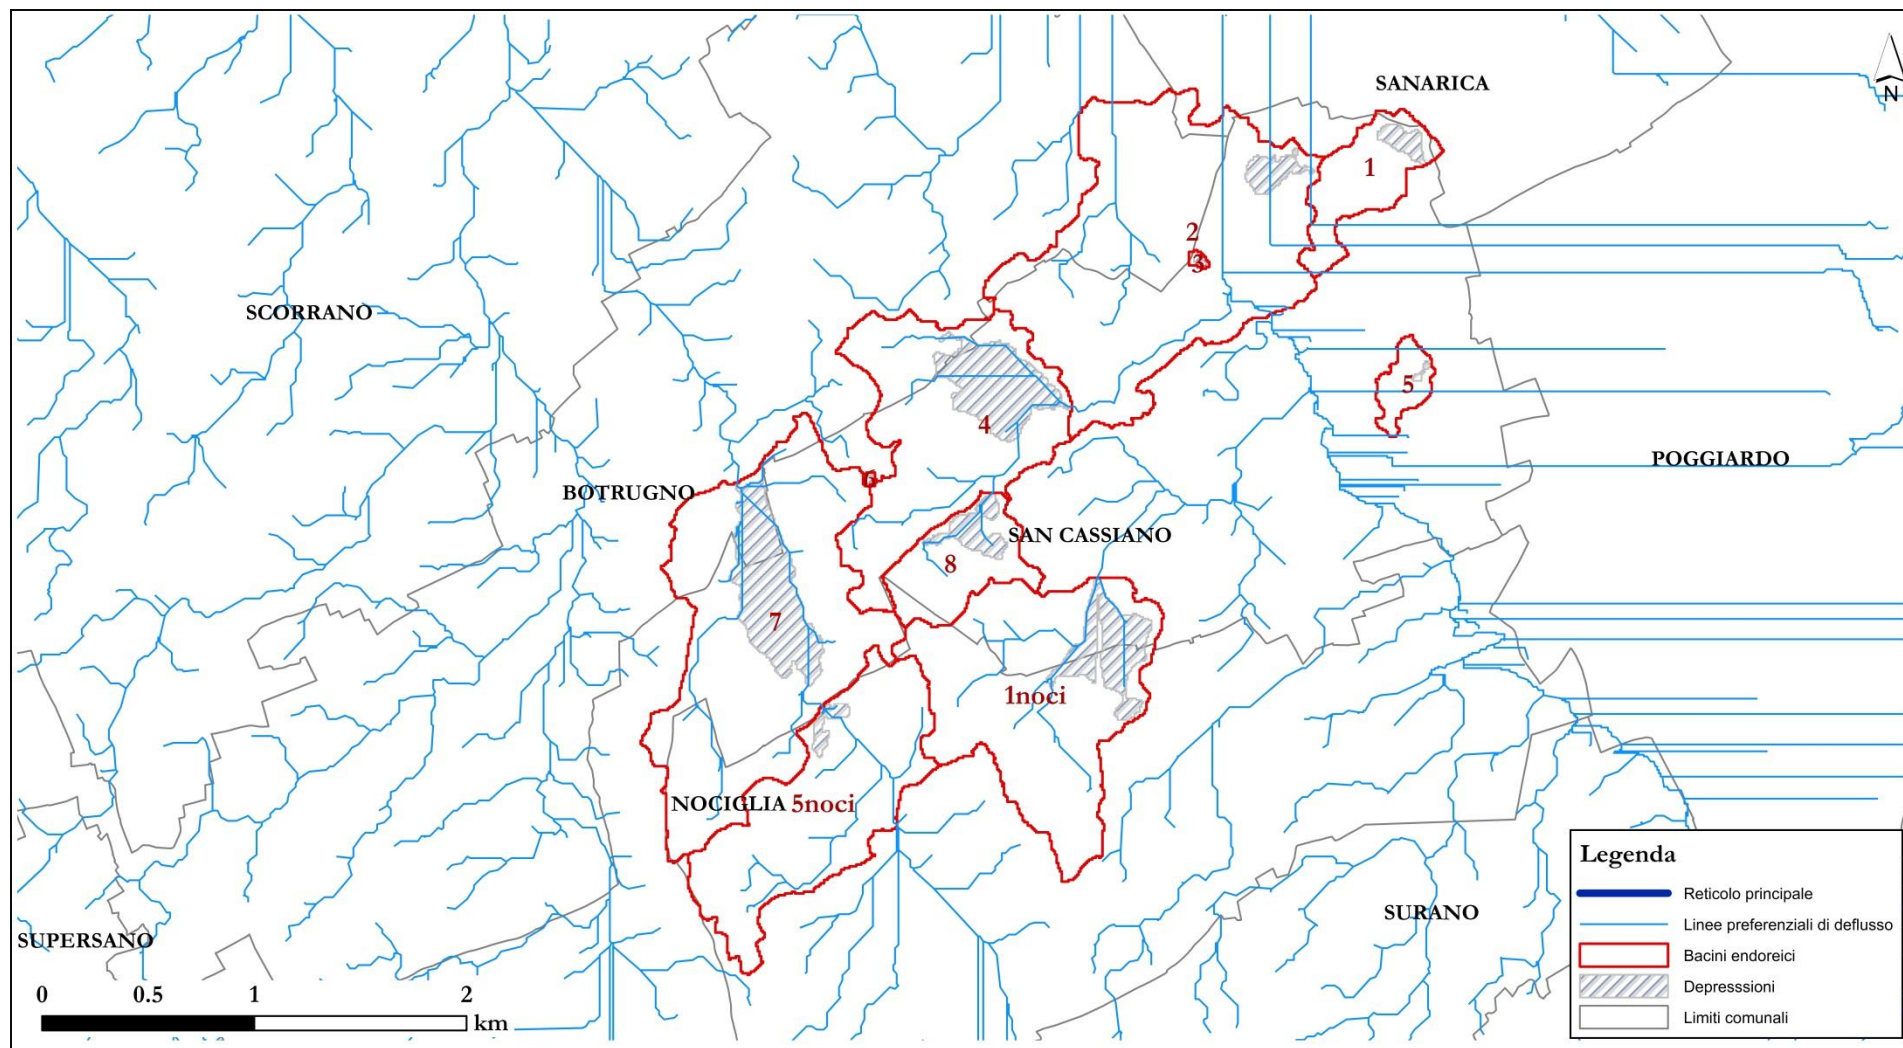 SANARICA
N
1
2
3
SCORRANO
5
4
POGGIARDO
6
BOTRUGNO
SAN CASSIANO
8
7
1noci
NOCIGLIA 5noci
Legenda
Reticolo principale
SURANO
Linee preferenziali di deflusso
SUPERSANO
Bacini endoreici
Depresssioni
0 0.5 1 2
Limiti comunali
km